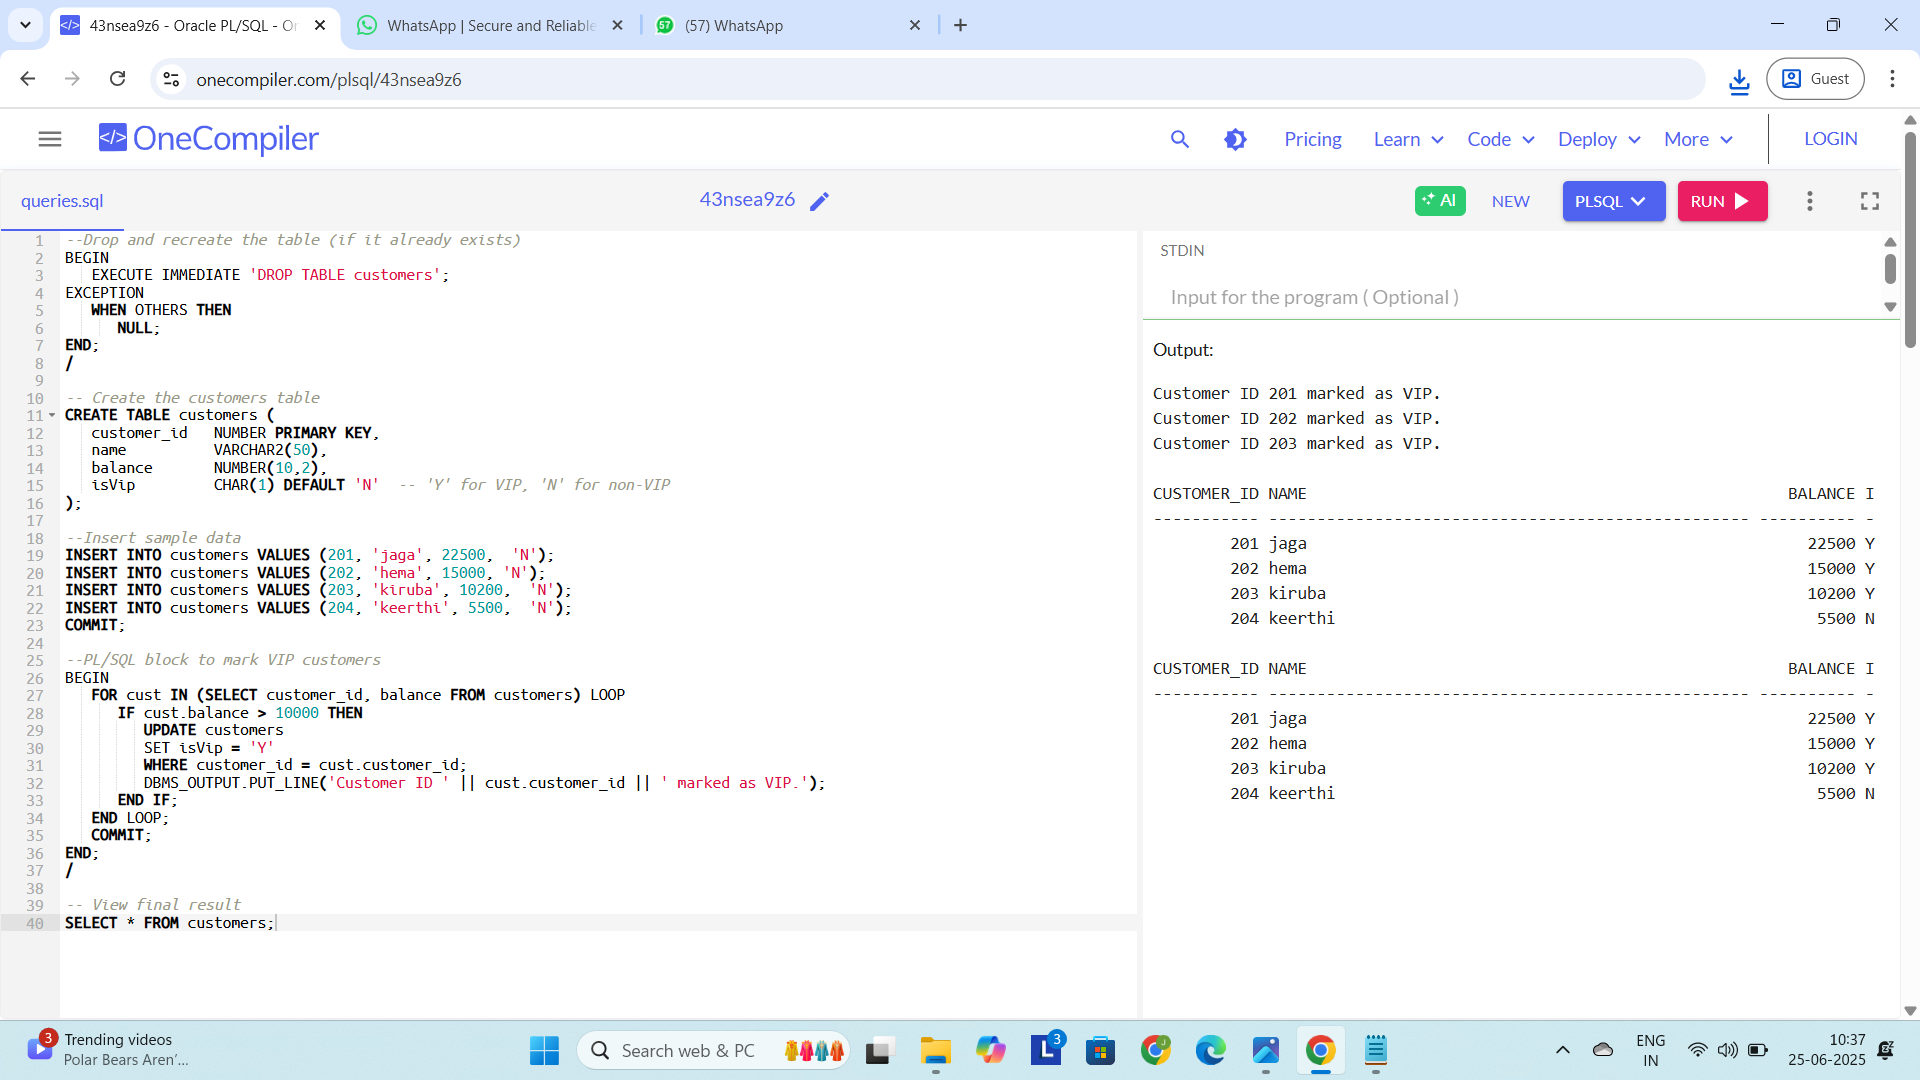 43nsea9z6 - Oracle PL/SQL - Or
WhatsApp | Secure and Reliable
57
(57) WhatsApp
onecompiler.com/plsql/43nsea9z6
Guest
</> OneCompiler
Pricing
Learn
Code
Deploy
More
LOGIN
queries.sql
43nsea9z6
AI
NEW
PLSQL
RUN
1 --Drop and recreate the table (if it already exists)
2 BEGIN
3 EXECUTE IMMEDIATE 'DROP TABLE customers';
4 EXCEPTION
5 WHEN OTHERS THEN
6 NULL;
7 END;
8 /
9
10 -- Create the customers table
11 CREATE TABLE customers (
12 customer_id NUMBER PRIMARY KEY,
13 name VARCHAR2(50),
14 balance NUMBER(10,2),
15 isVip CHAR(1) DEFAULT 'N' -- 'Y' for VIP, 'N' for non-VIP
16 );
17
18 --Insert sample data
19 INSERT INTO customers VALUES (201, 'jaga', 22500, 'N');
20 INSERT INTO customers VALUES (202, 'hema', 15000, 'N');
21 INSERT INTO customers VALUES (203, 'kiruba', 10200, 'N');
22 INSERT INTO customers VALUES (204, 'keerthi', 5500, 'N');
23 COMMIT;
24
25 --PL/SQL block to mark VIP customers
26 BEGIN
27 FOR cust IN (SELECT customer_id, balance FROM customers) LOOP
28 IF cust.balance > 10000 THEN
29 UPDATE customers
30 SET isVip = 'Y'
31 WHERE customer_id = cust.customer_id;
32 DBMS_OUTPUT.PUT_LINE('Customer ID ' || cust.customer_id || ' marked as VIP.');
33 END IF;
34 END LOOP;
35 COMMIT;
36 END;
37 /
38
39 -- View final result
40 SELECT * FROM customers;
STDIN
Input for the program ( Optional )
Output:
Customer ID 201 marked as VIP.
Customer ID 202 marked as VIP.
Customer ID 203 marked as VIP.
CUSTOMER_ID NAME BALANCE I
----------- -------------------------------------------------- ---------- -
201 jaga 22500 Y
202 hema 15000 Y
203 kiruba 10200 Y
204 keerthi 5500 N
CUSTOMER_ID NAME BALANCE I
----------- -------------------------------------------------- ---------- -
201 jaga 22500 Y
202 hema 15000 Y
203 kiruba 10200 Y
204 keerthi 5500 N
3
Trending videos
Polar Bears Aren'...
Search web & PC
L
3
J
ENG
IN
10:37
25-06-2025